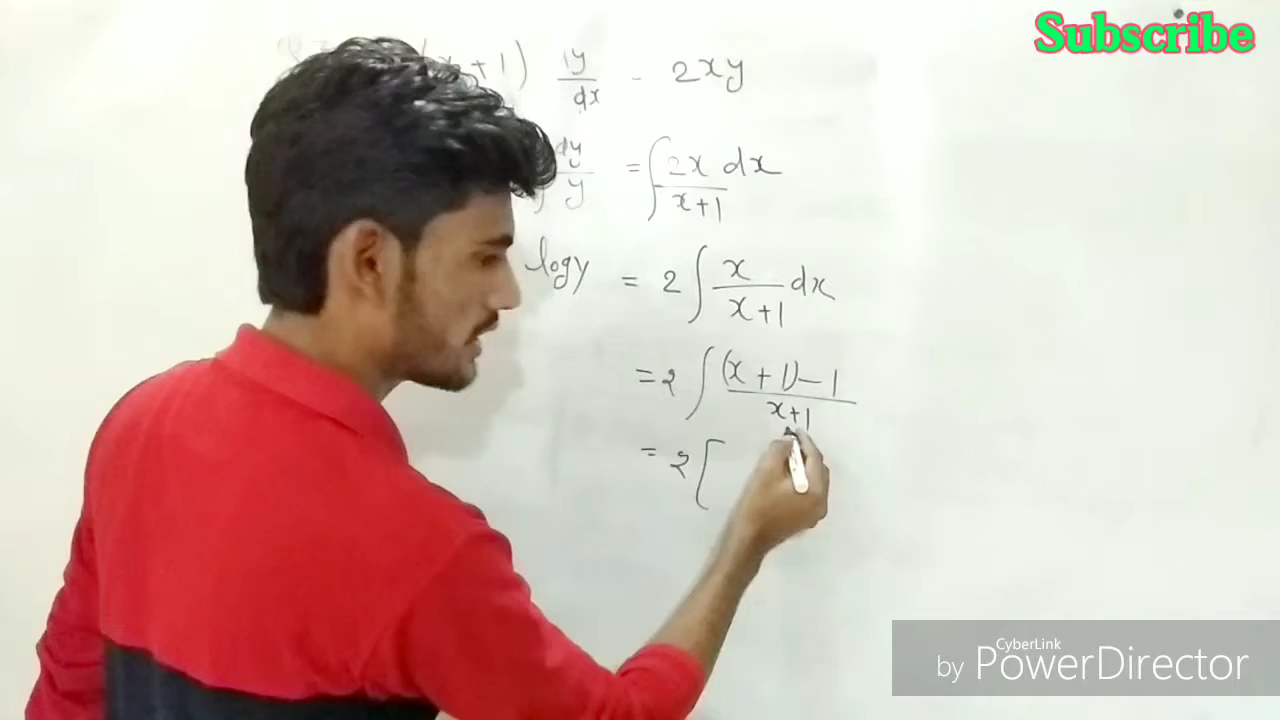 Subscribe
+1) dy/dx - 2xy
dy/y = ∫ 2x dx / x+1
logy = 2 ∫ x / x+1 dx
= 2 ∫ (x+1)-1 / x+1
= 2 [
CyberLink
by PowerDirector